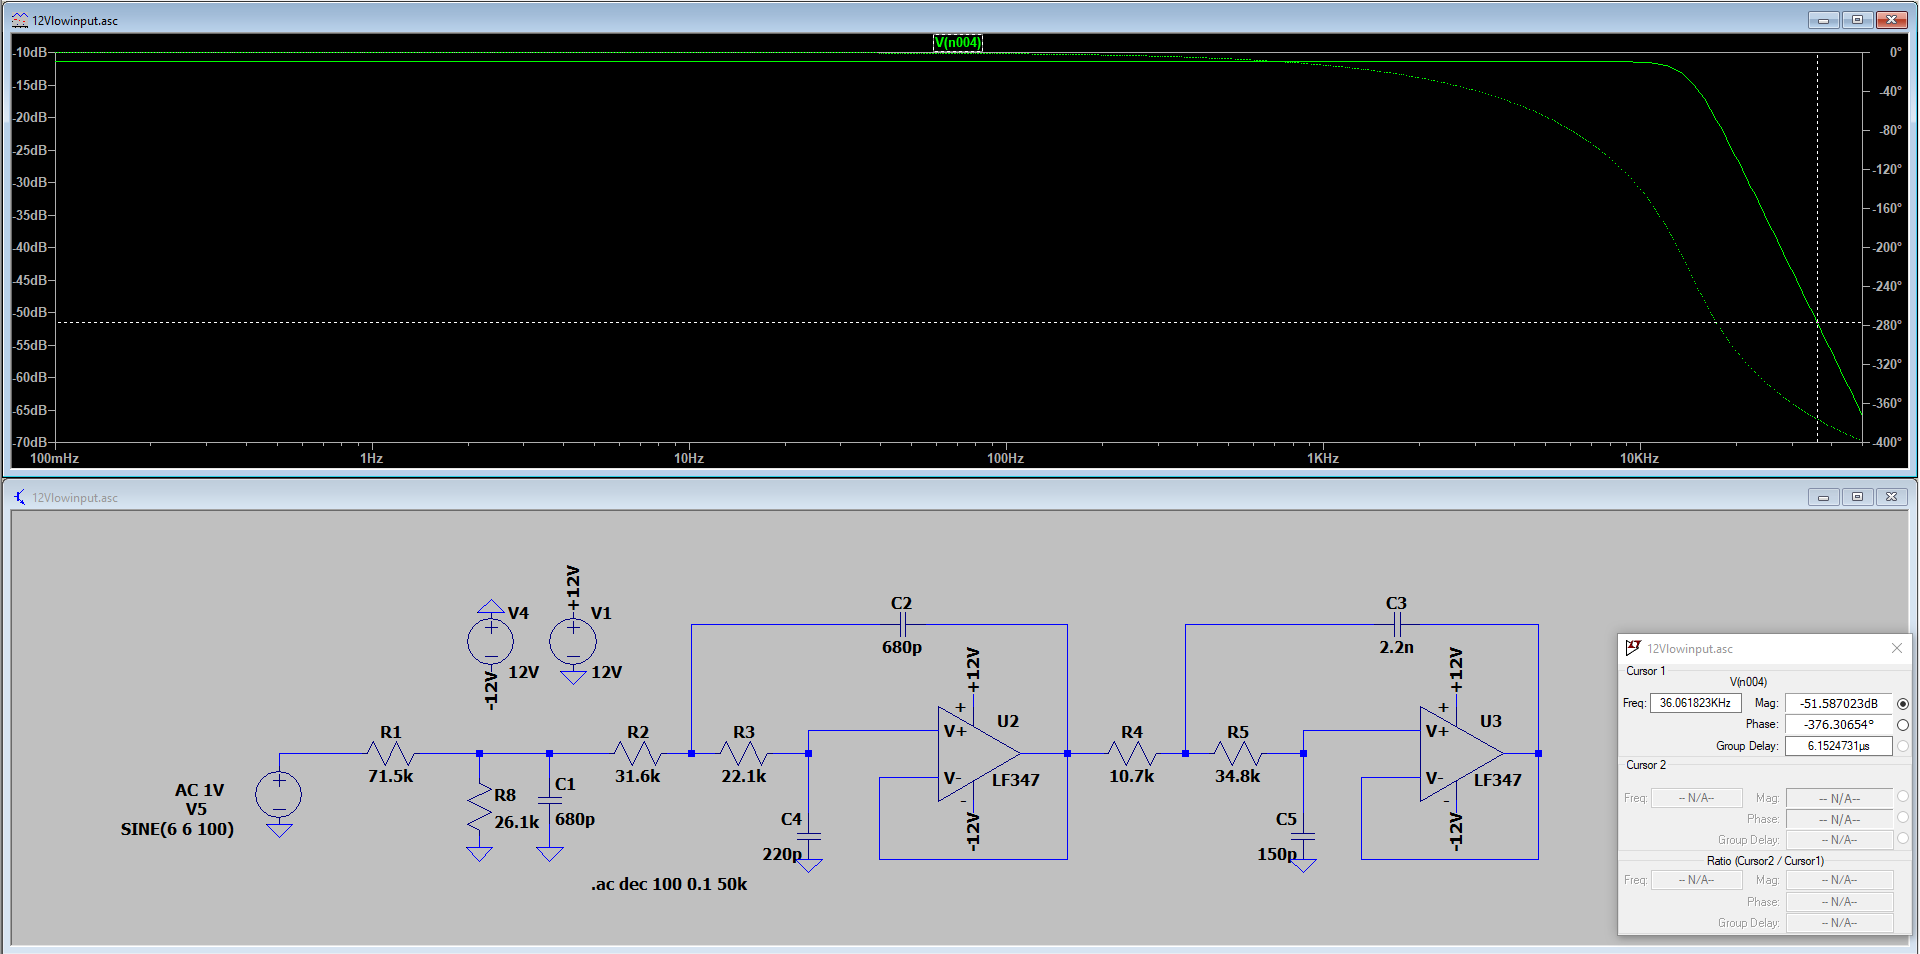 12Vlowinput.asc
V(n004)
-10dB
-15dB
-20dB
-25dB
-30dB
-35dB
-40dB
-45dB
-50dB
-55dB
-60dB
-65dB
-70dB
0°
-40°
-80°
-120°
-160°
-200°
-240°
-280°
-320°
-360°
-400°
100mHz 1Hz 10Hz 100Hz 1KHz 10KHz
12Vlowinput.asc
V4
12V
-12V
+12V
V1
12V
AC 1V
V5
SINE(6 6 100)
R1
71.5k
R8
26.1k
C1
680p
R2
31.6k
R3
22.1k
C2
680p
C4
220p
+12V
+
V+
V-
-
-12V
U2
LF347
R4
10.7k
R5
34.8k
C3
2.2n
C5
150p
+12V
+
V+
V-
-
-12V
U3
LF347
.ac dec 100 0.1 50k
12Vlowinput.asc
Cursor 1
V(n004)
Freq: 36.061823KHz Mag: -51.587023dB
Phase: -376.30654°
Group Delay: 6.1524731µs
Cursor 2
Freq: -- N/A-- Mag: -- N/A--
Phase: -- N/A--
Group Delay: -- N/A--
Ratio (Cursor2 / Cursor1)
Freq: -- N/A-- Mag: -- N/A--
Phase: -- N/A--
Group Delay: -- N/A--